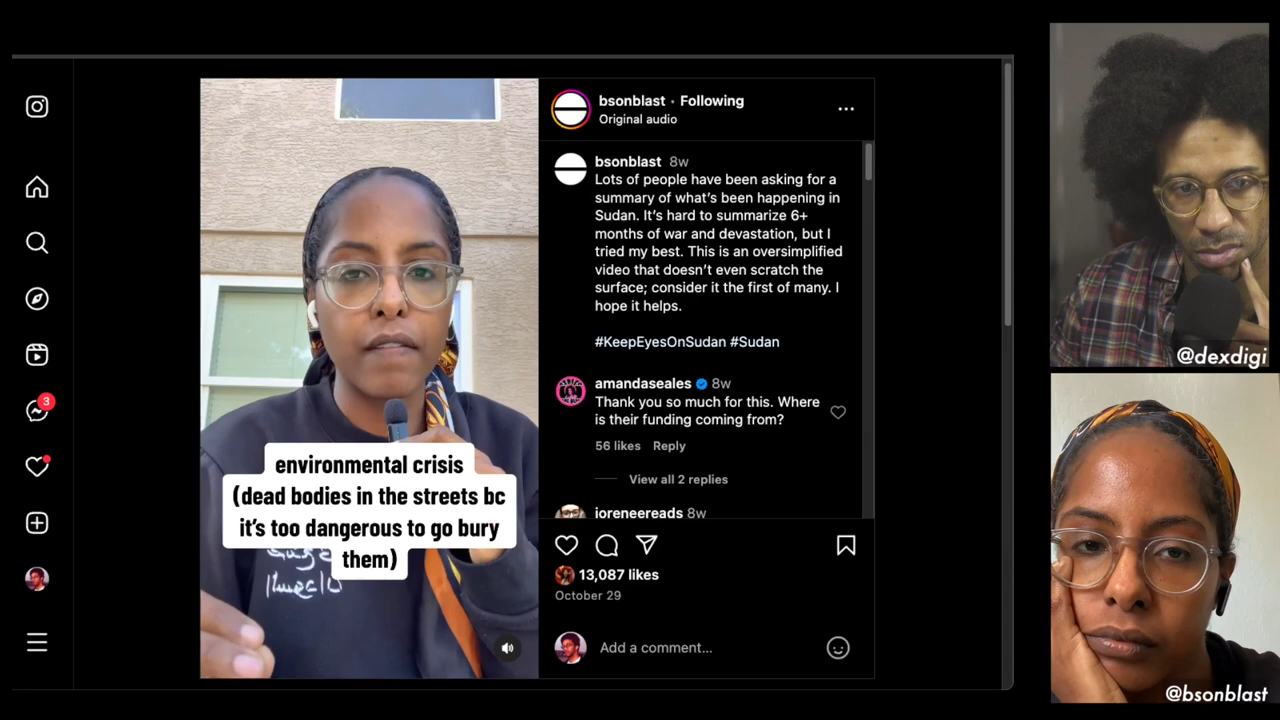 3
environmental crisis
(dead bodies in the streets bc
it's too dangerous to go bury
them)
bsonblast • Following
Original audio
bsonblast 8w
Lots of people have been asking for a
summary of what's been happening in
Sudan. It's hard to summarize 6+
months of war and devastation, but I
tried my best. This is an oversimplified
video that doesn't even scratch the
surface; consider it the first of many. I
hope it helps.
#KeepEyesOnSudan #Sudan
amandaseales 8w
Thank you so much for this. Where
is their funding coming from?
56 likes Reply
View all 2 replies
ioreneereads 8w
13,087 likes
October 29
Add a comment...
@dexdigi
@bsonblast